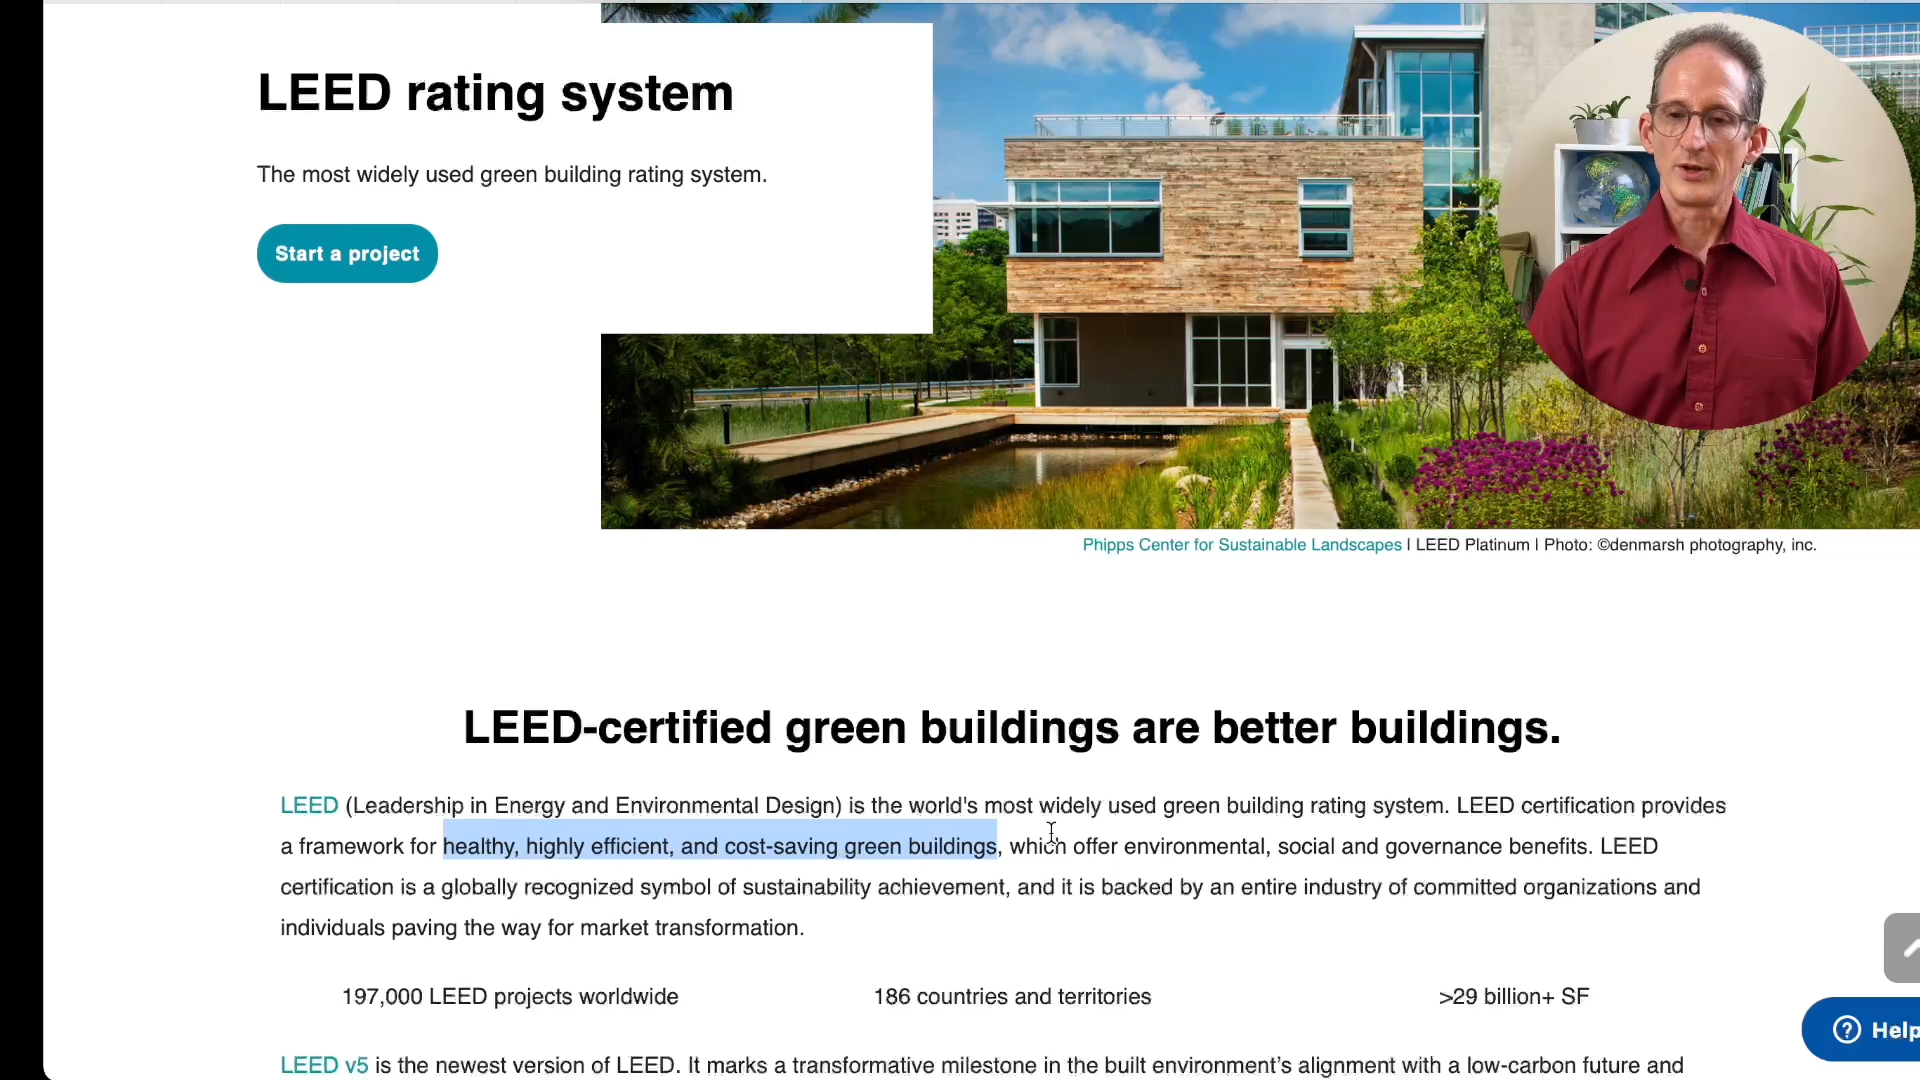 LEED rating system
The most widely used green building rating system.
Start a project
Phipps Center for Sustainable Landscapes | LEED Platinum | Photo: ©denmarsh photography, inc.
LEED-certified green buildings are better buildings.
LEED (Leadership in Energy and Environmental Design) is the world's most widely used green building rating system. LEED certification provides
a framework for healthy, highly efficient, and cost-saving green buildings, which offer environmental, social and governance benefits. LEED
certification is a globally recognized symbol of sustainability achievement, and it is backed by an entire industry of committed organizations and
individuals paving the way for market transformation.
197,000 LEED projects worldwide
186 countries and territories
>29 billion+ SF
Help
LEED v5 is the newest version of LEED. It marks a transformative milestone in the built environment’s alignment with a low-carbon future and